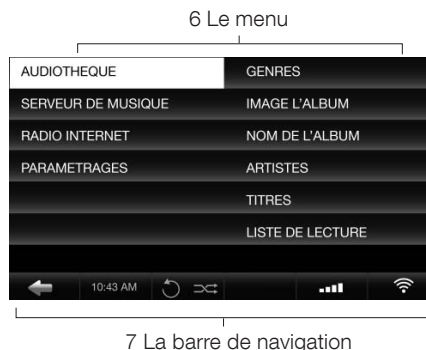 6 Le menu
AUDIOTHEQUE
SERVEUR DE MUSIQUE
RADIO INTERNET
PARAMETRAGES
GENRES
IMAGE L'ALBUM
NOM DE L'ALBUM
ARTISTES
TITRES
LISTE DE LECTURE
10:43 AM
7 La barre de navigation